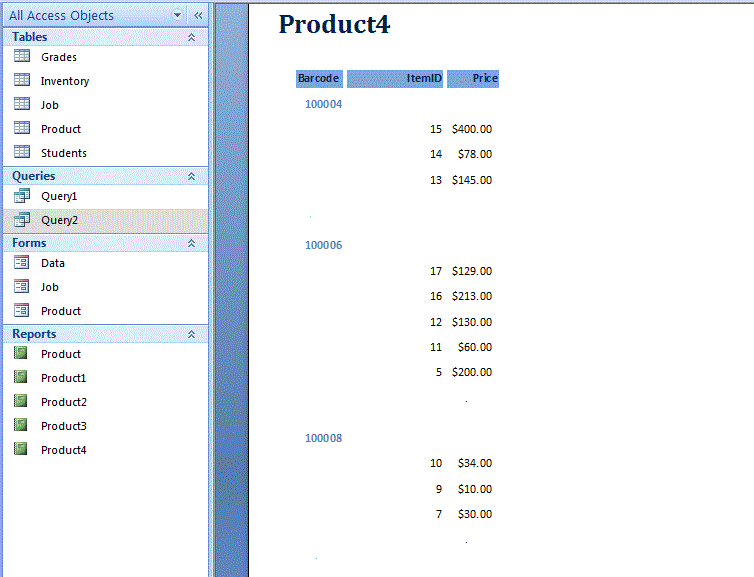 All Access Objects
Tables
Grades
Inventory
Job
Product
Students
Queries
Query1
Query2
Forms
Data
Job
Product
Reports
Product
Product1
Product2
Product3
Product4
Product4
Barcode ItemID Price
100004
15 $400.00
14 $78.00
13 $145.00
100006
17 $129.00
16 $213.00
12 $130.00
11 $60.00
5 $200.00
100008
10 $34.00
9 $10.00
7 $30.00